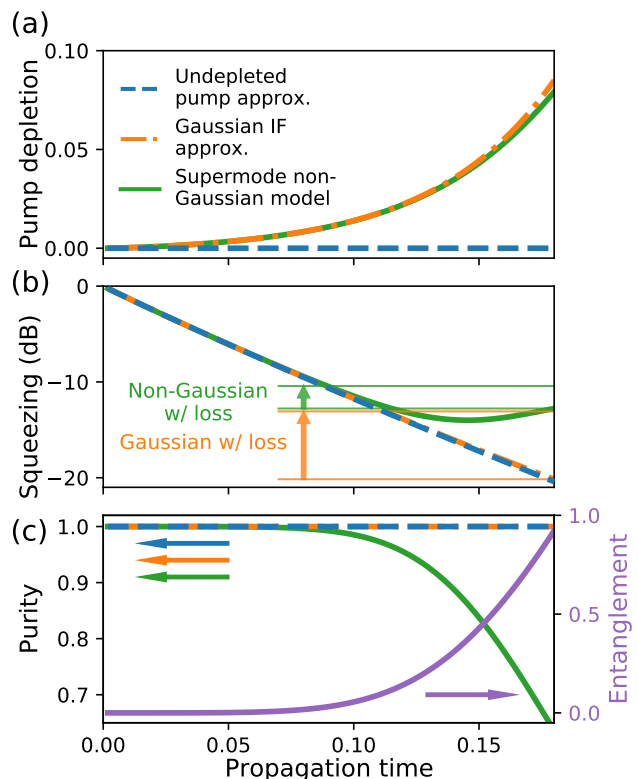 (a)
0.10
0.05
0.00
Pump depletion
Undepleted
pump approx.
Gaussian IF
approx.
Supermode non-
Gaussian model
(b)
0
−10
−20
Squeezing (dB)
Non-Gaussian
w/ loss
Gaussian w/ loss
(c)
1.0
0.9
0.8
0.7
Purity
1.0
0.5
0.0
Entanglement
0.00
0.05
0.10
0.15
Propagation time